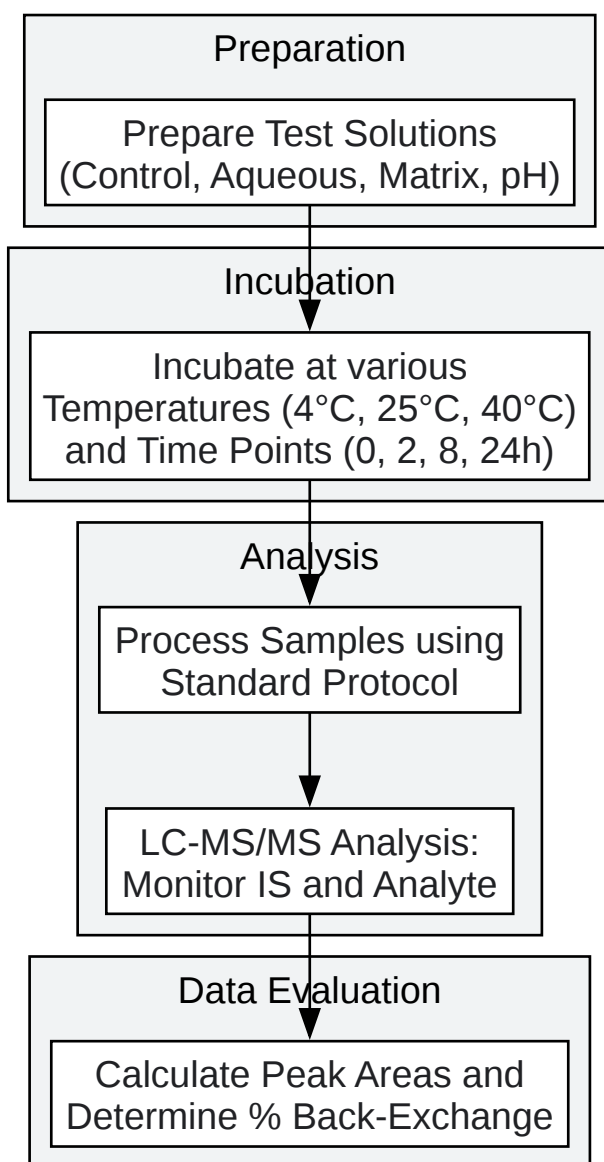 Preparation
Prepare Test Solutions
(Control, Aqueous, Matrix, pH)
Incubation
Incubate at various
Temperatures (4°C, 25°C, 40°C)
and Time Points (0, 2, 8, 24h)
Analysis
Process Samples using
Standard Protocol
LC-MS/MS Analysis:
Monitor IS and Analyte
Data Evaluation
Calculate Peak Areas and
Determine % Back-Exchange